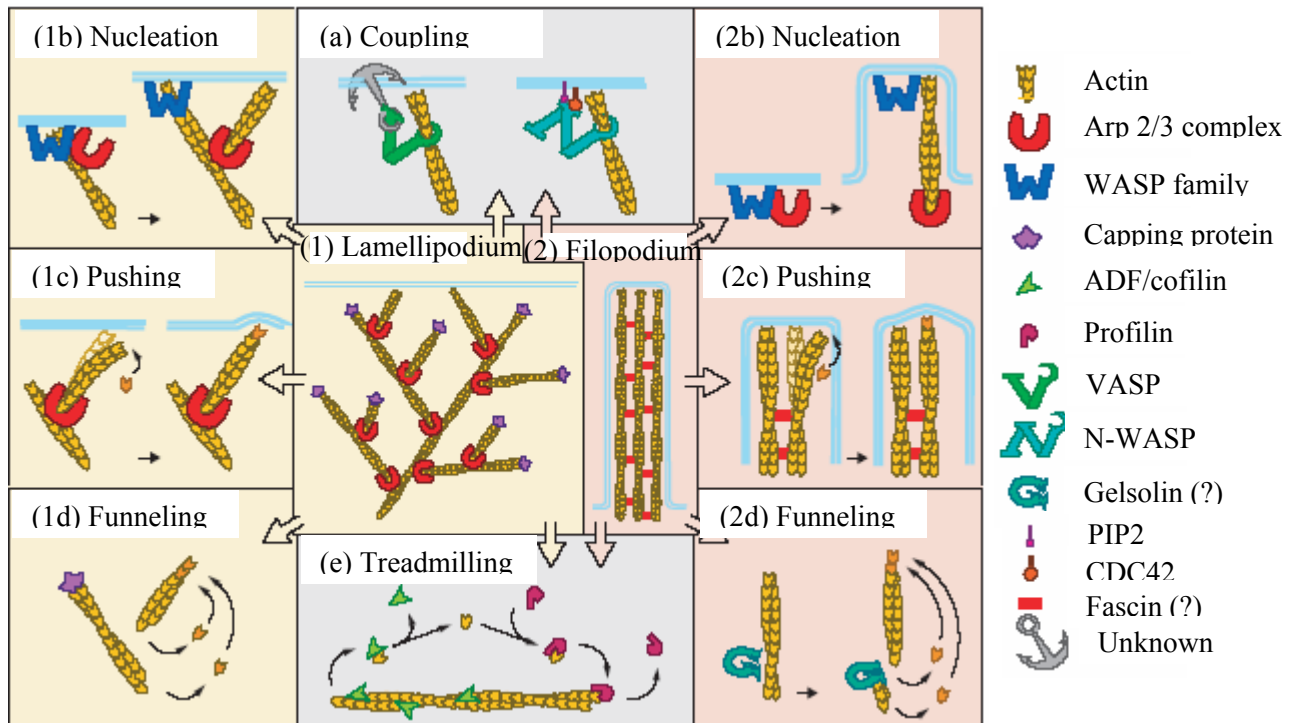 (1b) Nucleation
(a) Coupling
(2b) Nucleation
(1) Lamellipodium
(2) Filopodium
(1c) Pushing
(2c) Pushing
(1d) Funneling
(e) Treadmilling
(2d) Funneling
Actin
Arp 2/3 complex
WASP family
Capping protein
ADF/cofilin
Profilin
VASP
N-WASP
Gelsolin (?)
PIP2
CDC42
Fascin (?)
Unknown